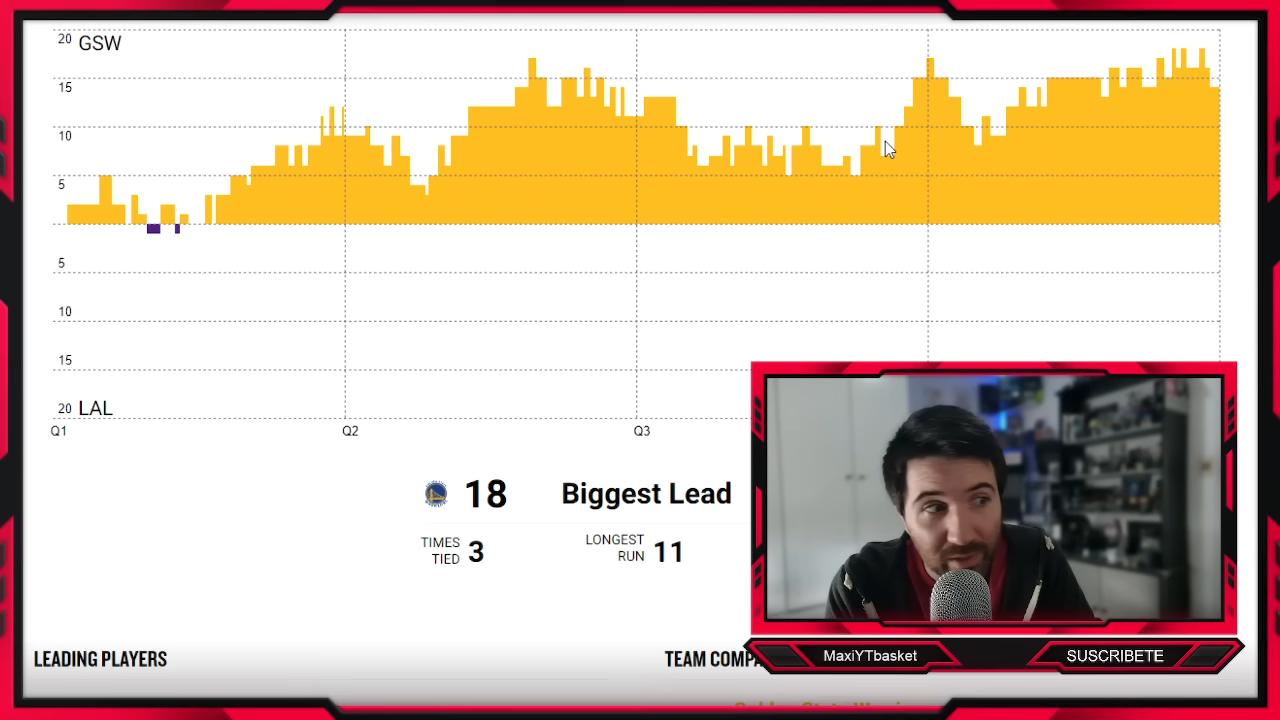 20 GSW
15
10
5
5
10
15
20 LAL
Q1 Q2 Q3
18 Biggest Lead
TIMES TIED 3
LONGEST RUN 11
LEADING PLAYERS
TEAM
MaxiYTbasket
SUSCRIBETE